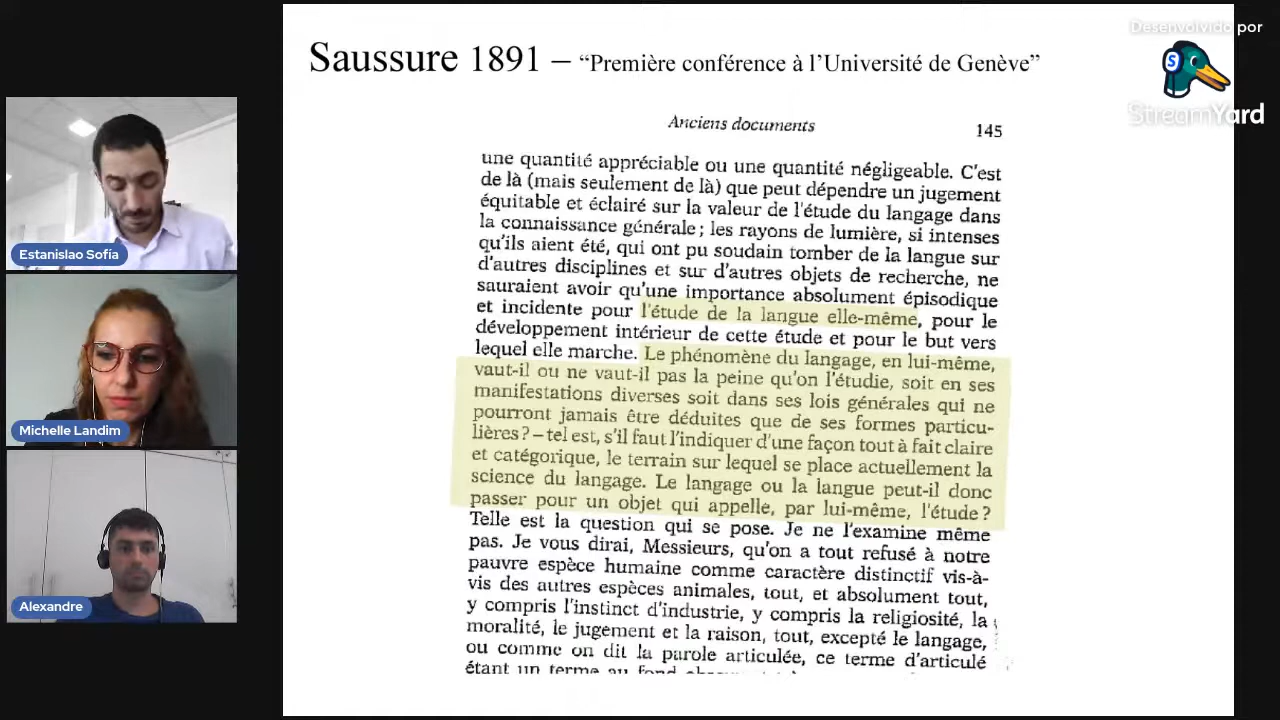 Saussure 1891 – “Première conférence à l’Université de Genève”
Desenvolvido por
S
StreamYard
Estanislao Sofía
Michelle Landim
Alexandre
Anciens documents 145
une quantité appréciable ou une quantité négligeable. C'est
de là (mais seulement de là) que peut dépendre un jugement
équitable et éclairé sur la valeur de l'étude du langage dans
la connaissance générale; les rayons de lumière, si intenses
qu'ils aient été, qui ont pu soudain tomber de la langue sur
d'autres disciplines et sur d'autres objets de recherche, ne
sauraient avoir qu'une importance absolument épisodique
et incidente pour l'étude de la langue elle-même, pour le
développement intérieur de cette étude et pour le but vers
lequel elle marche. Le phénomène du langage, en lui-même,
vaut-il ou ne vaut-il pas la peine qu'on l'étudie, soit en ses
manifestations diverses soit dans ses lois générales qui ne
pourront jamais être déduites que de ses formes particu-
lières? – tel est, s'il faut l'indiquer d'une façon tout à fait claire
et catégorique, le terrain sur lequel se place actuellement la
science du langage. Le langage ou la langue peut-il donc
passer pour un objet qui appelle, par lui-même, l'étude?
Telle est la question qui se pose. Je ne l'examine même
pas. Je vous dirai, Messieurs, qu'on a tout refusé à notre
pauvre espèce humaine comme caractère distinctif vis-à-
vis des autres espèces animales, tout, et absolument tout,
y compris l'instinct d'industrie, y compris la religiosité, la
moralité, le jugement et la raison, tout, excepté le langage,
ou comme on dit la parole articulée, ce terme d'articulé
étant un terme au fond